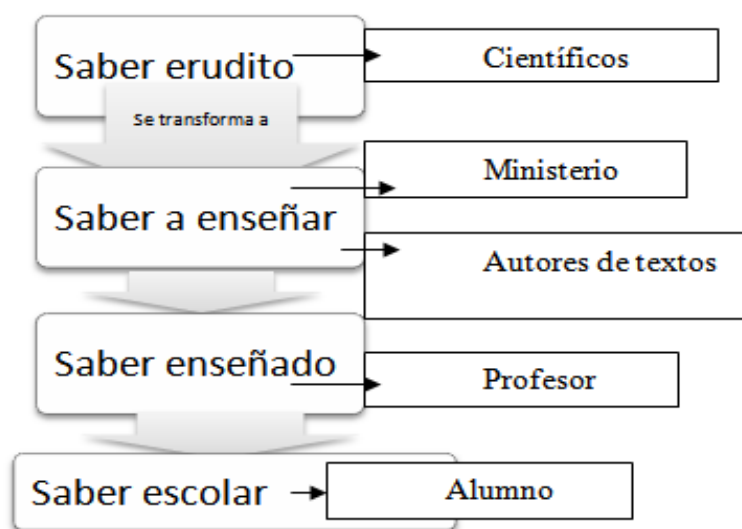 Saber erudito
Científicos
Se transforma a
Ministerio
Saber a enseñar
Autores de textos
Saber enseñado
Profesor
Saber escolar
Alumno